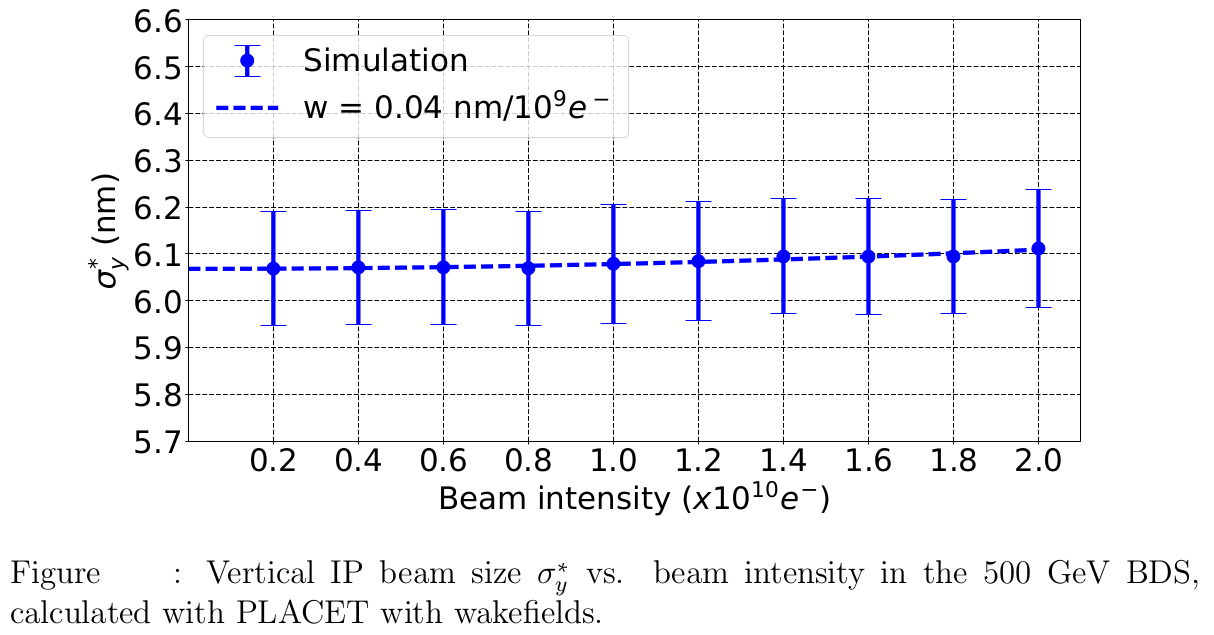 6.6
6.5
6.4
6.3
6.2
6.1
6.0
5.9
5.8
5.7
σ*y (nm)
Simulation
w = 0.04 nm/10⁹e⁻
0.2 0.4 0.6 0.8 1.0 1.2 1.4 1.6 1.8 2.0
Beam intensity (x10¹⁰e⁻)
Figure : Vertical IP beam size σ*y vs. beam intensity in the 500 GeV BDS,
calculated with PLACET with wakefields.